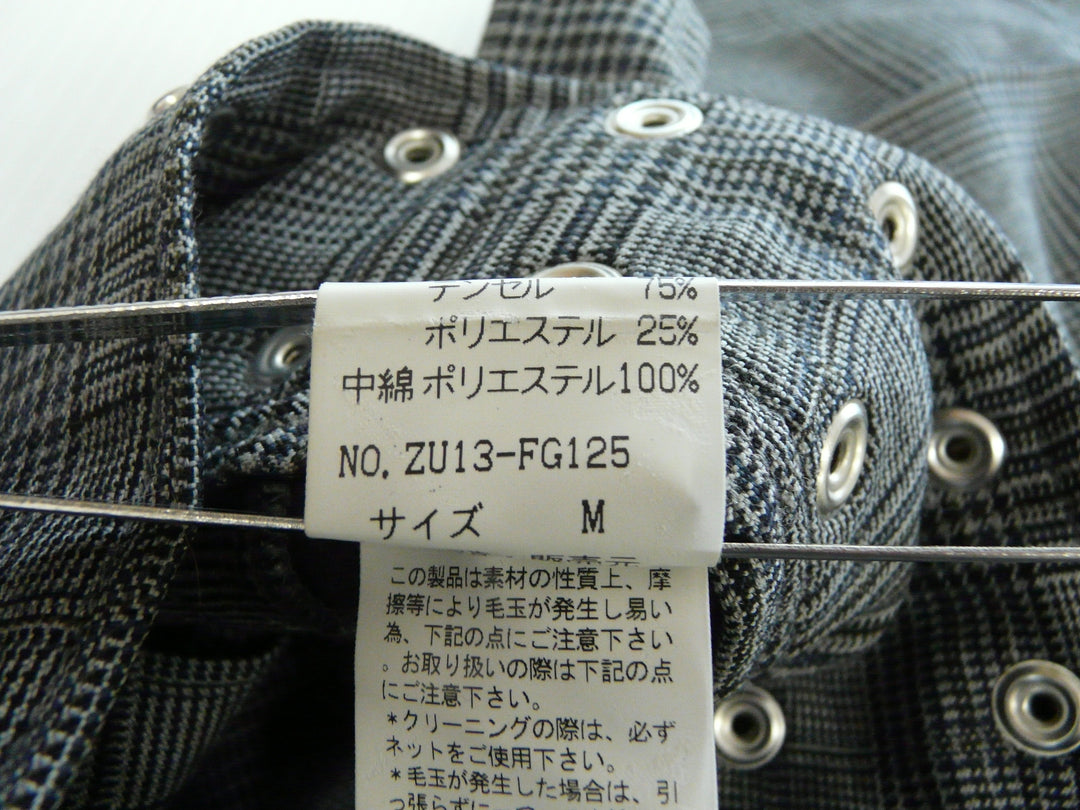 テンセル 75%
ポリエステル 25%
中綿 ポリエステル100%
NO. ZU13-FG125
サイズ M
この製品は素材の性質上、摩
擦等により毛玉が発生し易い
為、下記の点にご注意下さい
。お取り扱いの際は下記の点
にご注意下さい。
*クリーニングの際は、必ず
ネットをご使用下さい。
*毛玉が発生した場合は、引
っ張らずに